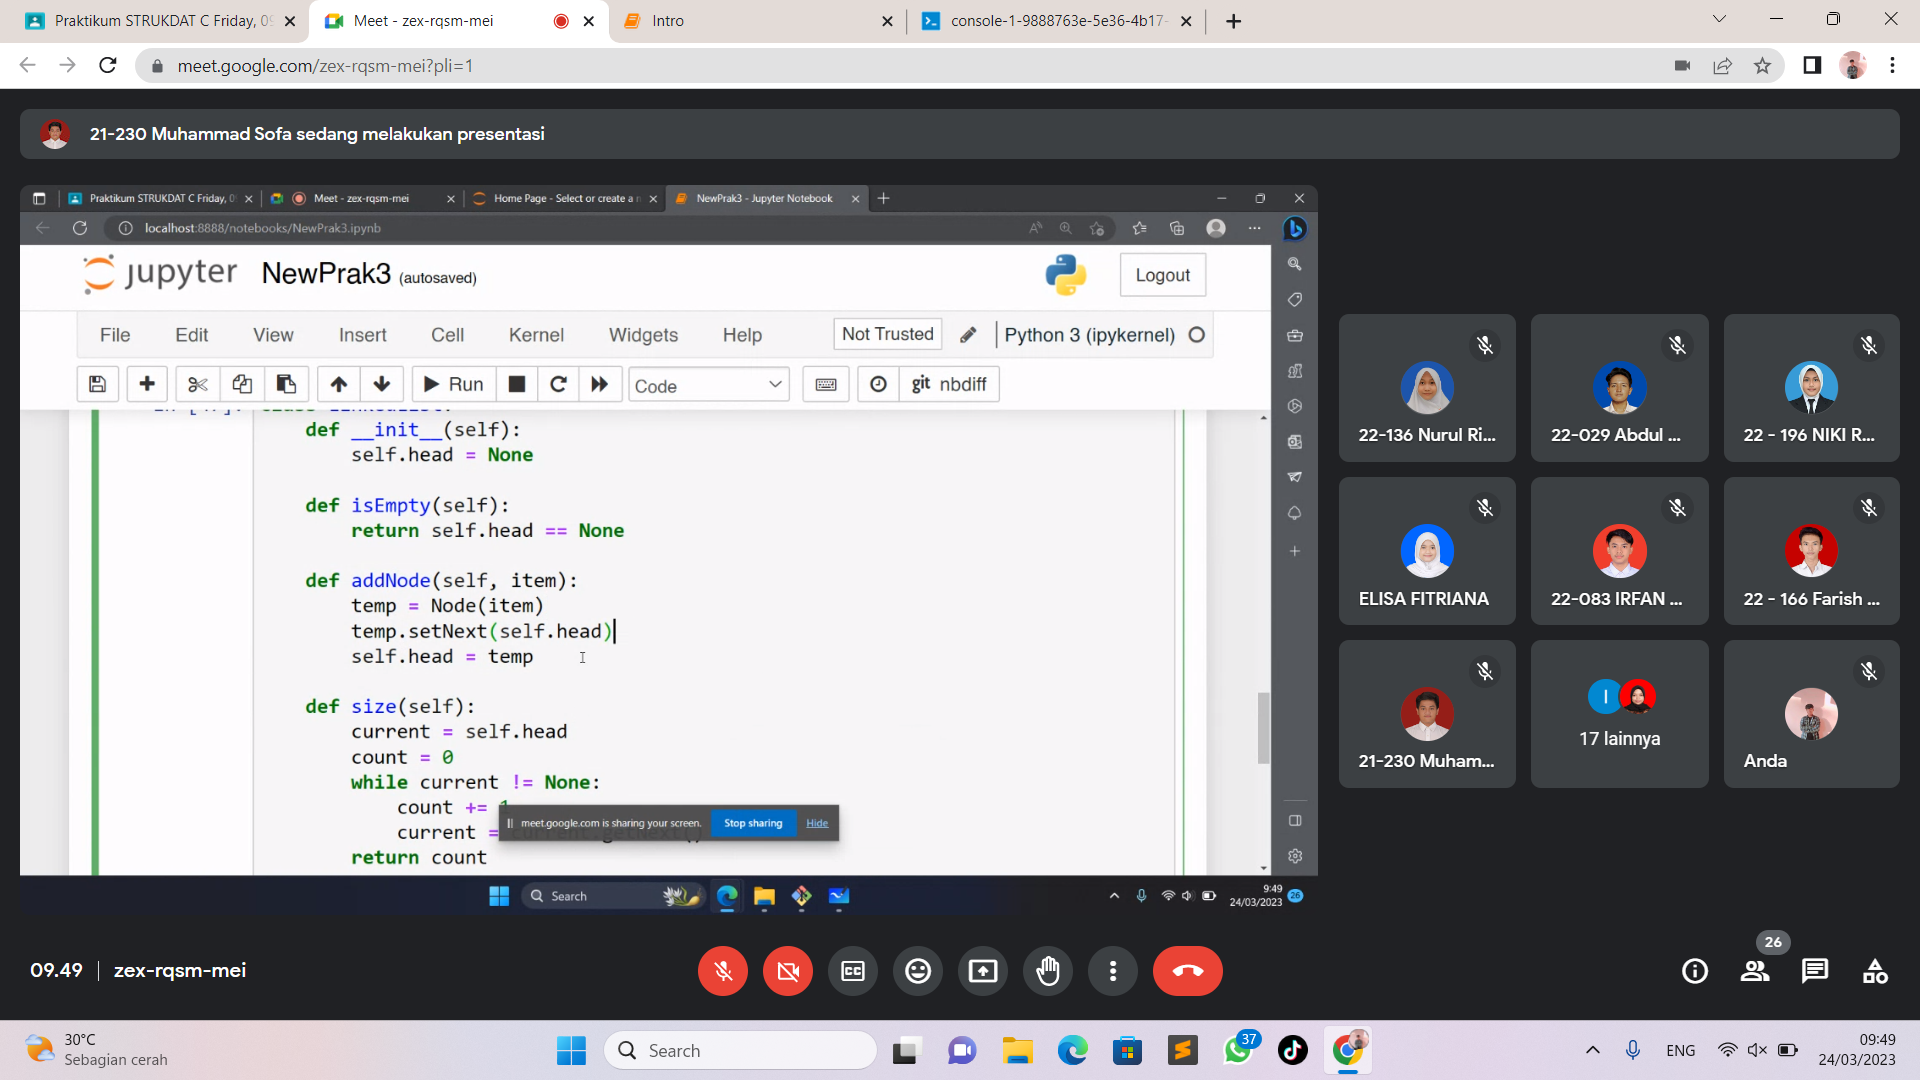 Praktikum STRUKDAT C Friday, 09
Meet - zex-rqsm-mei
Intro
console-1-9888763e-5e36-4b17-
meet.google.com/zex-rqsm-mei?pli=1
21-230 Muhammad Sofa sedang melakukan presentasi
Praktikum STRUKDAT C Friday, 0
Meet - zex-rqsm-mei
Home Page - Select or create a n
NewPrak3 - Jupyter Notebook
localhost:8888/notebooks/NewPrak3.ipynb
jupyter NewPrak3 (autosaved)
Logout
File Edit View Insert Cell Kernel Widgets Help
Not Trusted
Python 3 (ipykernel)
Run
Code
git nbdiff
def __init__(self):
self.head = None
def isEmpty(self):
return self.head == None
def addNode(self, item):
temp = Node(item)
temp.setNext(self.head)
self.head = temp
def size(self):
current = self.head
count = 0
while current != None:
count += 1
current = current.getNext()
return count
meet.google.com is sharing your screen.
Stop sharing
Hide
Search
9:49
24/03/2023
26
22-136 Nurul Ri...
22-029 Abdul ...
22 - 196 NIKI R...
ELISA FITRIANA
22-083 IRFAN ...
22 - 166 Farish ...
21-230 Muham...
I
17 lainnya
Anda
09.49 | zex-rqsm-mei
CC
26
30°C
Sebagian cerah
Search
37
ENG
09:49
24/03/2023